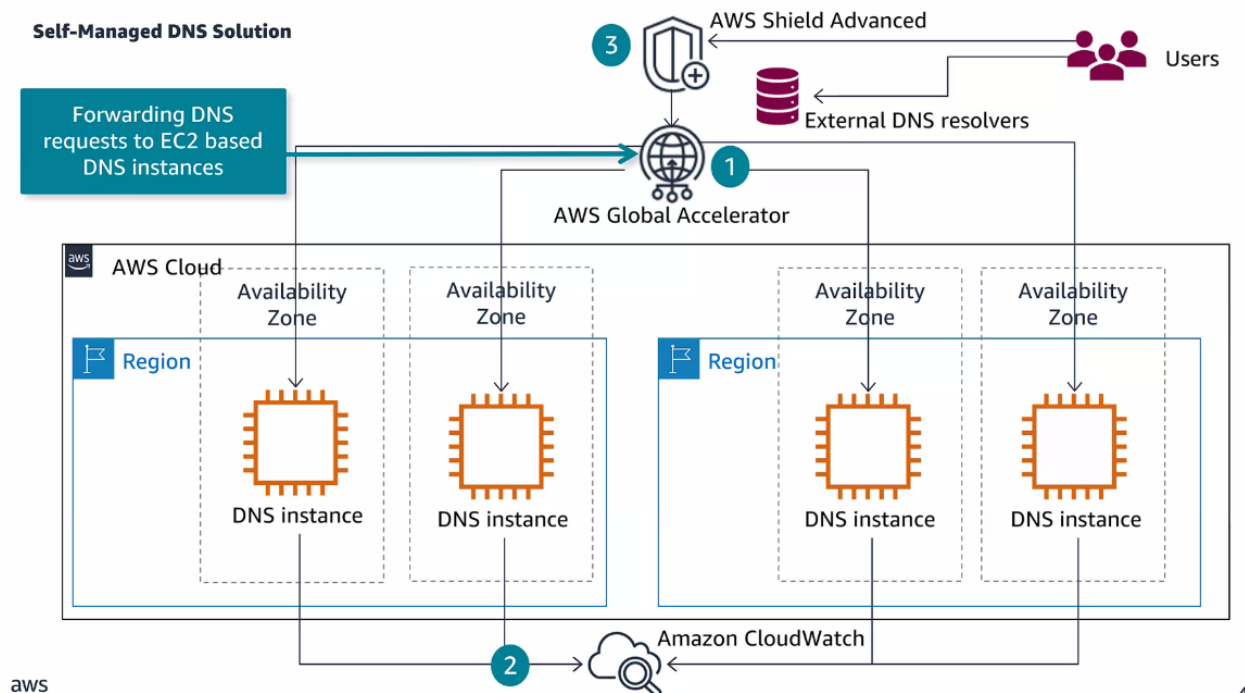 Self-Managed DNS Solution
AWS Shield Advanced
3
Users
Forwarding DNS
requests to EC2 based
DNS instances
External DNS resolvers
1
AWS Global Accelerator
aws
AWS Cloud
Availability
Zone
Availability
Zone
Availability
Zone
Availability
Zone
Region
Region
DNS instance
DNS instance
DNS instance
DNS instance
Amazon CloudWatch
2
aws